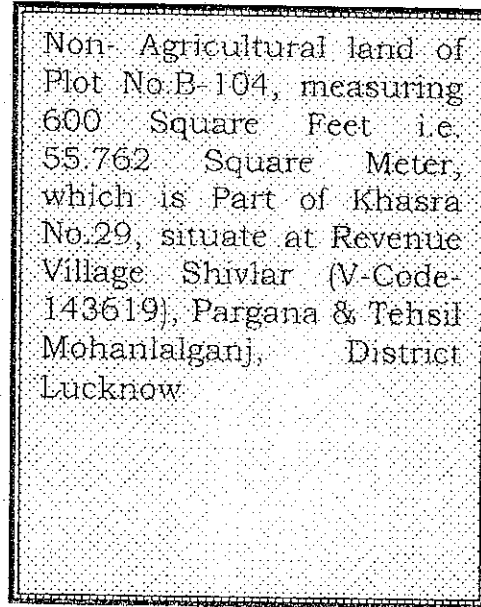 Non- Agricultural land of
Plot No.B-104, measuring
600 Square Feet i.e.
55.762 Square Meter,
which is Part of Khasra
No.29, situate at Revenue
Village Shivlar (V-Code-
143619), Pargana & Tehsil
Mohanlalganj, District
Lucknow